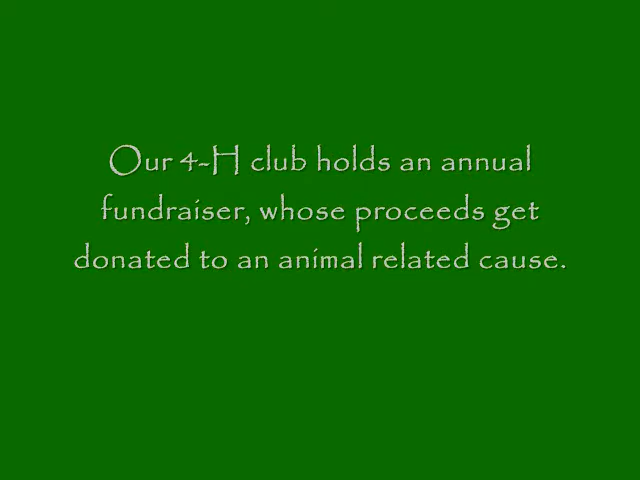 Our 4-H club holds an annual
fundraiser, whose proceeds get
donated to an animal related cause.